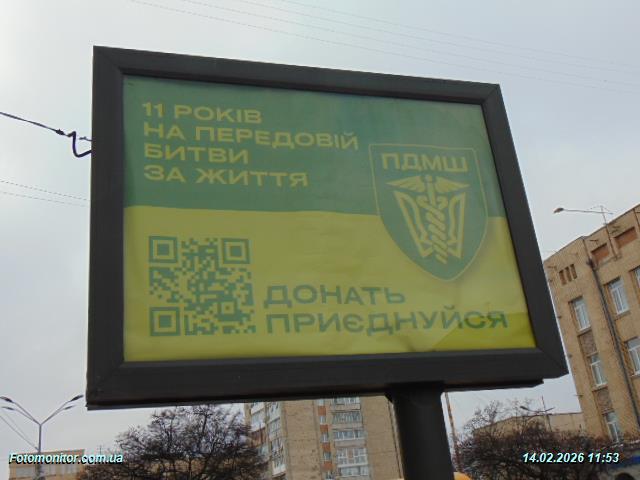 11 РОКІВ
НА ПЕРЕДОВІЙ
БИТВИ
ЗА ЖИТТЯ
ПДМШ
ДОНАТЬ
ПРИЄДНУЙСЯ
Fotomonitor.com.ua
14.02.2026 11:53